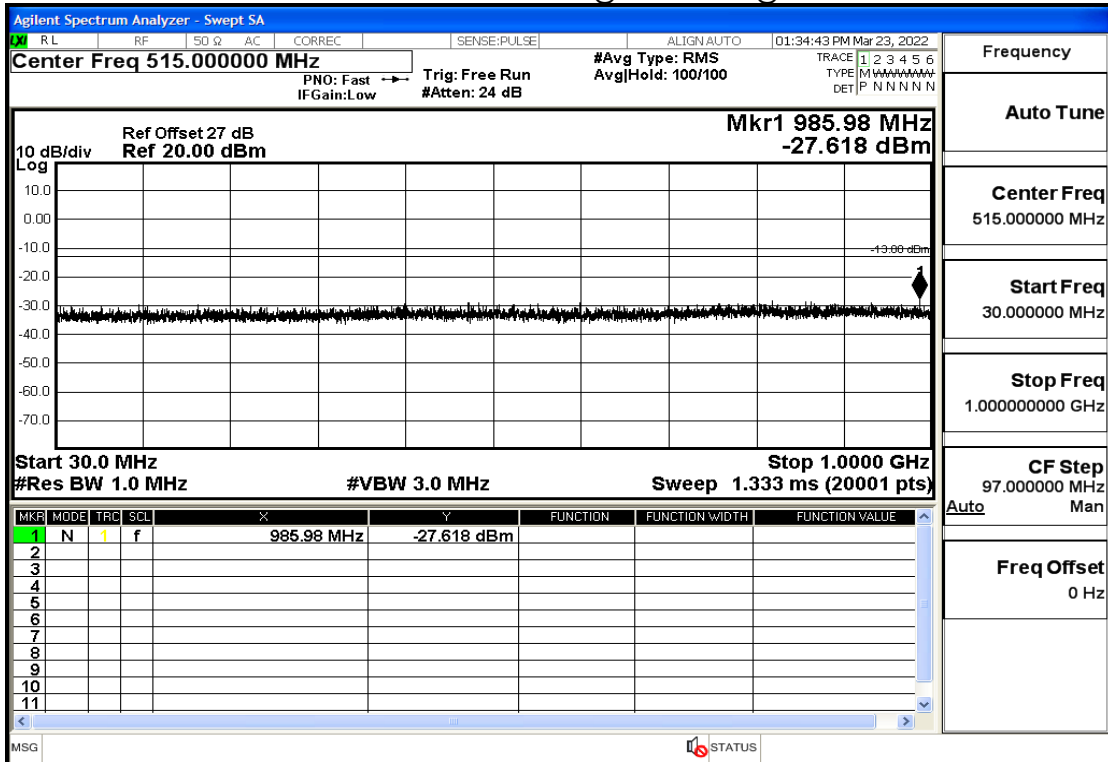 Agilent Spectrum Analyzer - Swept SA
LXI RL RF 50 Ω AC CORREC SENSE:PULSE ALIGN AUTO 01:34:43 PM Mar 23, 2022
Center Freq 515.000000 MHz
PNO: Fast
IFGain:Low
Trig: Free Run
#Atten: 24 dB
#Avg Type: RMS
Avg|Hold: 100/100
TRACE 1 2 3 4 5 6
TYPE M WWWWW
DET P N N N N N
Ref Offset 27 dB
10 dB/div Ref 20.00 dBm
Log
Mkr1 985.98 MHz
-27.618 dBm
10.0
0.00
-10.0
-13.00 dBm
-20.0
1
-30.0
-40.0
-50.0
-60.0
-70.0
Start 30.0 MHz Stop 1.0000 GHz
#Res BW 1.0 MHz #VBW 3.0 MHz Sweep 1.333 ms (20001 pts)
MKR MODE TRC SCL X Y FUNCTION FUNCTION WIDTH FUNCTION VALUE
1 N 1 f 985.98 MHz -27.618 dBm
2
3
4
5
6
7
8
9
10
11
MSG STATUS
Frequency
Auto Tune
Center Freq
515.000000 MHz
Start Freq
30.000000 MHz
Stop Freq
1.000000000 GHz
CF Step
97.000000 MHz
Auto Man
Freq Offset
0 Hz